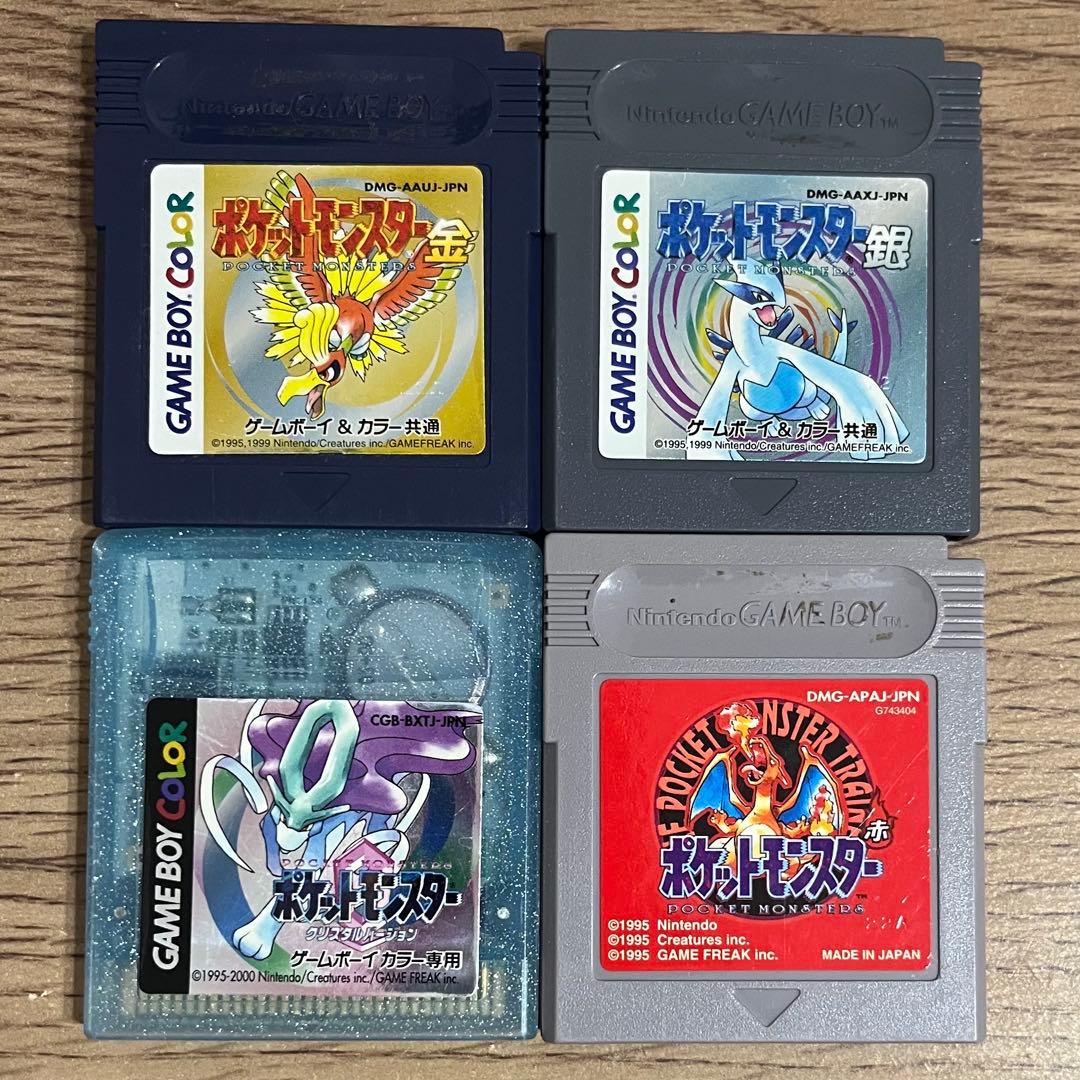 Nintendo GAME BOY
DMG-AAUJ-JPN
ポケットモンスター金
POCKET MONSTERS
GAME BOY COLOR
ゲームボーイ & カラー共通
©1995,1999 Nintendo/Creatures inc./GAMEFREAK inc.
Nintendo GAME BOY™
DMG-AAXJ-JPN
ポケットモンスター銀
POCKET MONSTERS
GAME BOY COLOR
ゲームボーイ & カラー共通
©1995,1999 Nintendo/Creatures inc./GAMEFREAK inc.
CGB-BXTJ-JPN
GAME BOY COLOR
POCKET MONSTERS
ポケットモンスター
クリスタルバージョン
ゲームボーイ カラー専用
©1995-2000 Nintendo/Creatures inc./GAME FREAK inc.
Nintendo GAME BOY™
DMG-APAJ-JPN
G743404
E POCKET MONSTER TRAIN
赤
ポケットモンスター™
POCKET MONSTERS
©1995 Nintendo
©1995 Creatures inc.
©1995 GAME FREAK inc.
MADE IN JAPAN